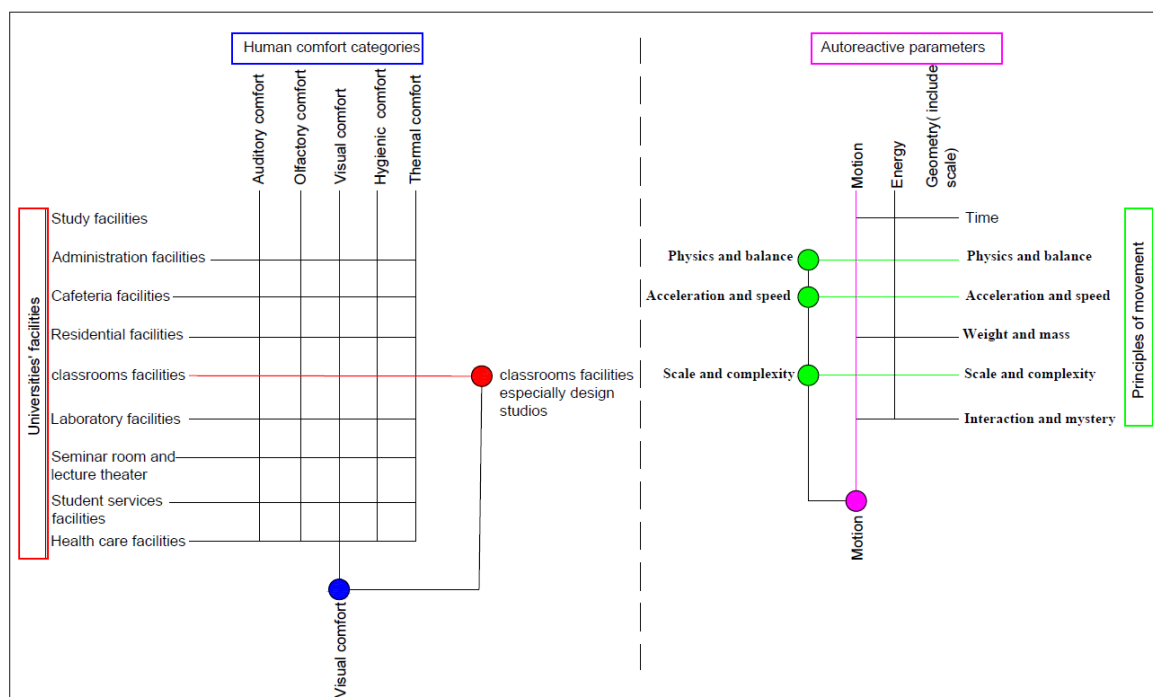 Human comfort categories
Auditory comfort
Olfactory comfort
Visual comfort
Hygienic comfort
Thermal comfort
Universities' facilities
Study facilities
Administration facilities
Cafeteria facilities
Residential facilities
classrooms facilities
Laboratory facilities
Seminar room and
lecture theater
Student services
facilities
Health care facilities
classrooms facilities
especially design
studios
Visual comfort
Autoreactive parameters
Motion
Energy
Geometry( include
scale)
Physics and balance
Acceleration and speed
Scale and complexity
Time
Physics and balance
Acceleration and speed
Weight and mass
Scale and complexity
Interaction and mystery
Principles of movement
Motion